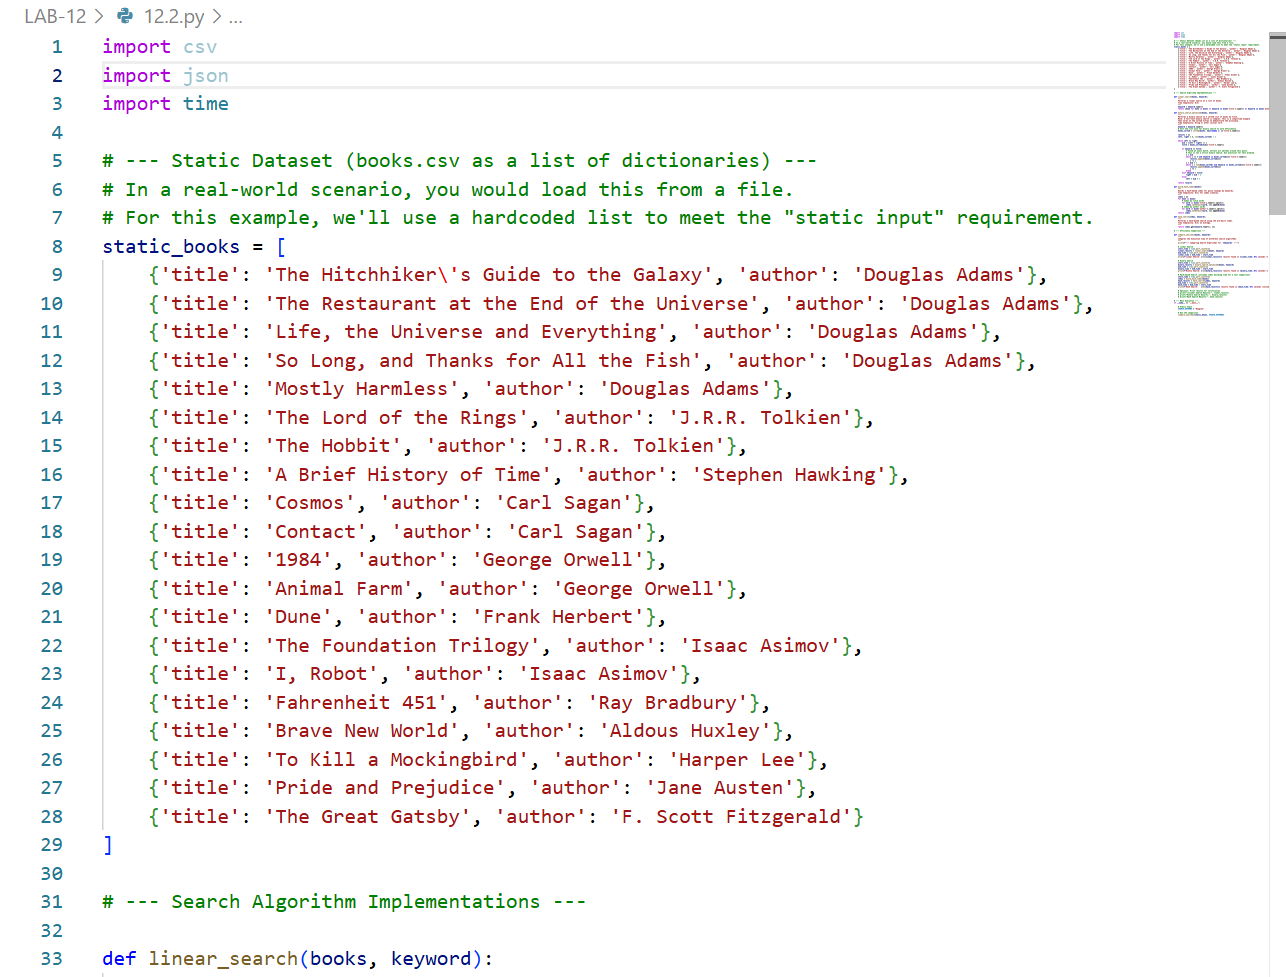 LAB-12 > 12.2.py > ...
1 import csv
2 import json
3 import time
4
5 # --- Static Dataset (books.csv as a list of dictionaries) ---
6 # In a real-world scenario, you would load this from a file.
7 # For this example, we'll use a hardcoded list to meet the "static input" requirement.
8 static_books = [
9     {'title': 'The Hitchhiker\'s Guide to the Galaxy', 'author': 'Douglas Adams'},
10     {'title': 'The Restaurant at the End of the Universe', 'author': 'Douglas Adams'},
11     {'title': 'Life, the Universe and Everything', 'author': 'Douglas Adams'},
12     {'title': 'So Long, and Thanks for All the Fish', 'author': 'Douglas Adams'},
13     {'title': 'Mostly Harmless', 'author': 'Douglas Adams'},
14     {'title': 'The Lord of the Rings', 'author': 'J.R.R. Tolkien'},
15     {'title': 'The Hobbit', 'author': 'J.R.R. Tolkien'},
16     {'title': 'A Brief History of Time', 'author': 'Stephen Hawking'},
17     {'title': 'Cosmos', 'author': 'Carl Sagan'},
18     {'title': 'Contact', 'author': 'Carl Sagan'},
19     {'title': '1984', 'author': 'George Orwell'},
20     {'title': 'Animal Farm', 'author': 'George Orwell'},
21     {'title': 'Dune', 'author': 'Frank Herbert'},
22     {'title': 'The Foundation Trilogy', 'author': 'Isaac Asimov'},
23     {'title': 'I, Robot', 'author': 'Isaac Asimov'},
24     {'title': 'Fahrenheit 451', 'author': 'Ray Bradbury'},
25     {'title': 'Brave New World', 'author': 'Aldous Huxley'},
26     {'title': 'To Kill a Mockingbird', 'author': 'Harper Lee'},
27     {'title': 'Pride and Prejudice', 'author': 'Jane Austen'},
28     {'title': 'The Great Gatsby', 'author': 'F. Scott Fitzgerald'}
29 ]
30
31 # --- Search Algorithm Implementations ---
32
33 def linear_search(books, keyword):